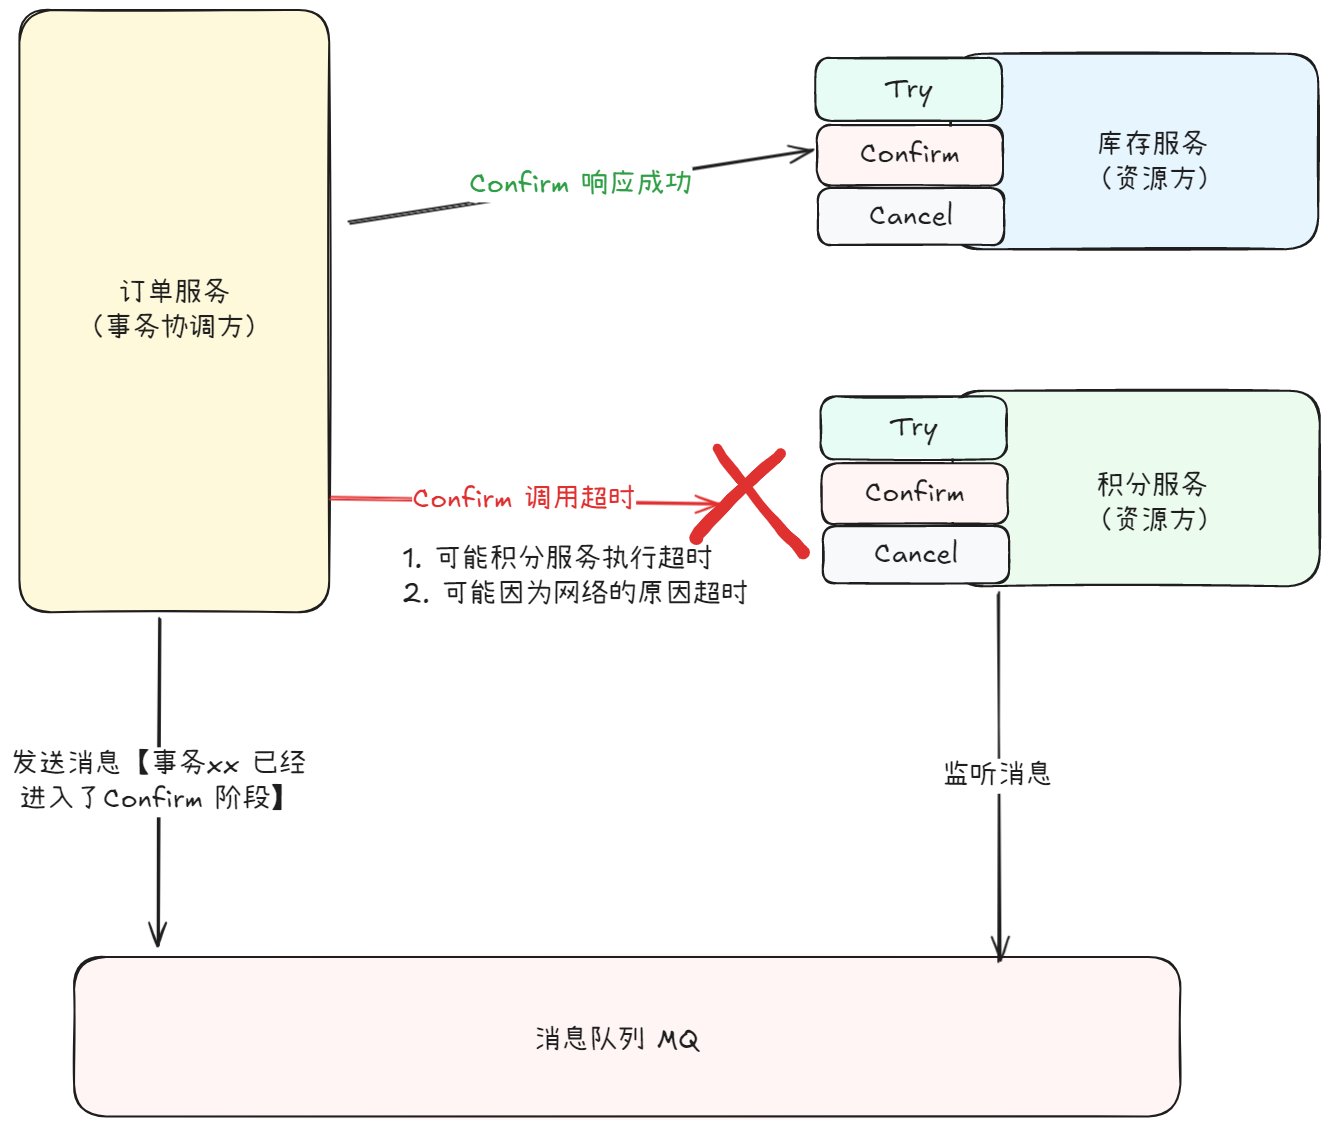 订单服务
（事务协调方）
Confirm 响应成功
Try
Confirm
Cancel
库存服务
（资源方）
Confirm 调用超时
1. 可能积分服务执行超时
2. 可能因为网络的原因超时
Try
Confirm
Cancel
积分服务
（资源方）
发送消息【事务xx 已经
进入了Confirm 阶段】
监听消息
消息队列 MQ